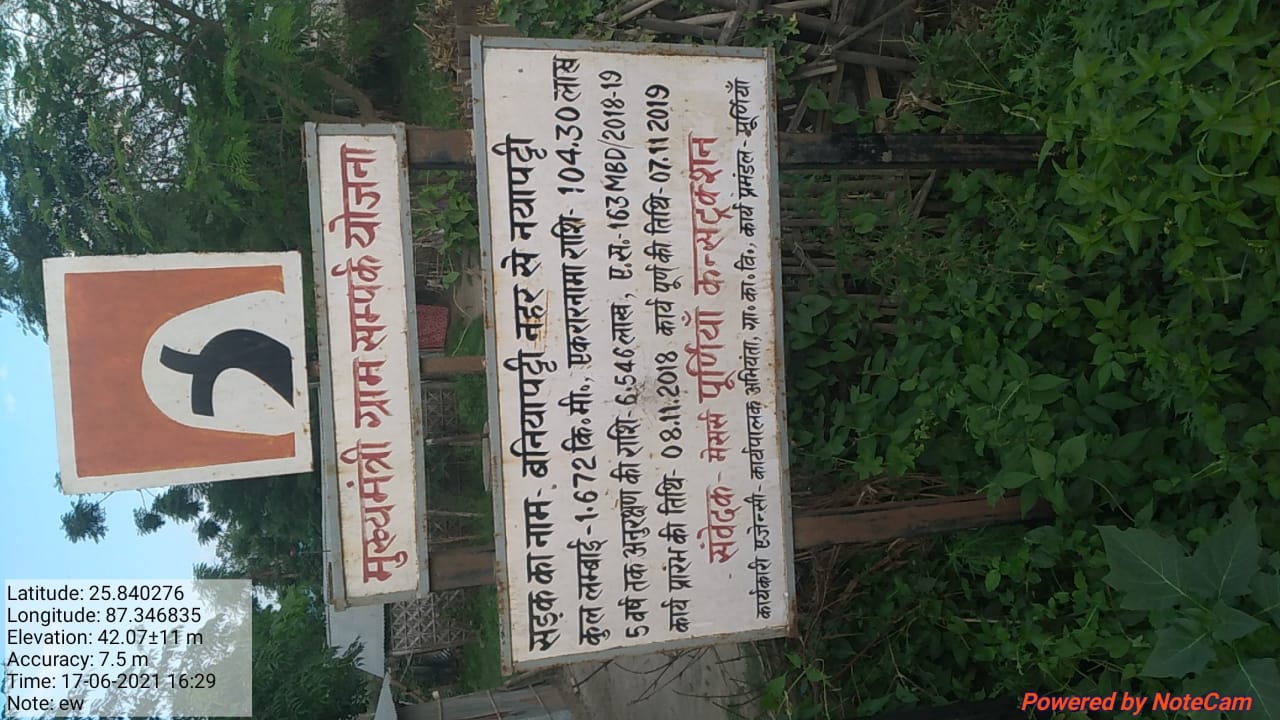 मुख्यमंत्री ग्राम सम्पर्क योजना
सड़क का नाम- बनियापट्टी नहर से नयापट्टी
कुल लम्बाई - 1.672 कि.मी., एकरारनामा राशि- 104.30 लाख
5 वर्ष तक अनुरक्षण की राशि-6.546 लाख, ए.स.-163 MBD/2018-19
कार्य प्रारम्भ की तिथि- 08.11.2018 कार्य पूर्ण की तिथि-07.11.2019
- संवेदक - मेसर्स पूर्णियाँ कन्सट्रक्शन
कार्यकारी एजेन्सी- कार्यपालक अभियंता, ग्रा.का.वि., कार्य प्रमंडल-पूर्णियाँ
Latitude: 25.840276
Longitude: 87.346835
Elevation: 42.07±11 m
Accuracy: 7.5 m
Time: 17-06-2021 16:29
Note: ew
Powered by NoteCam